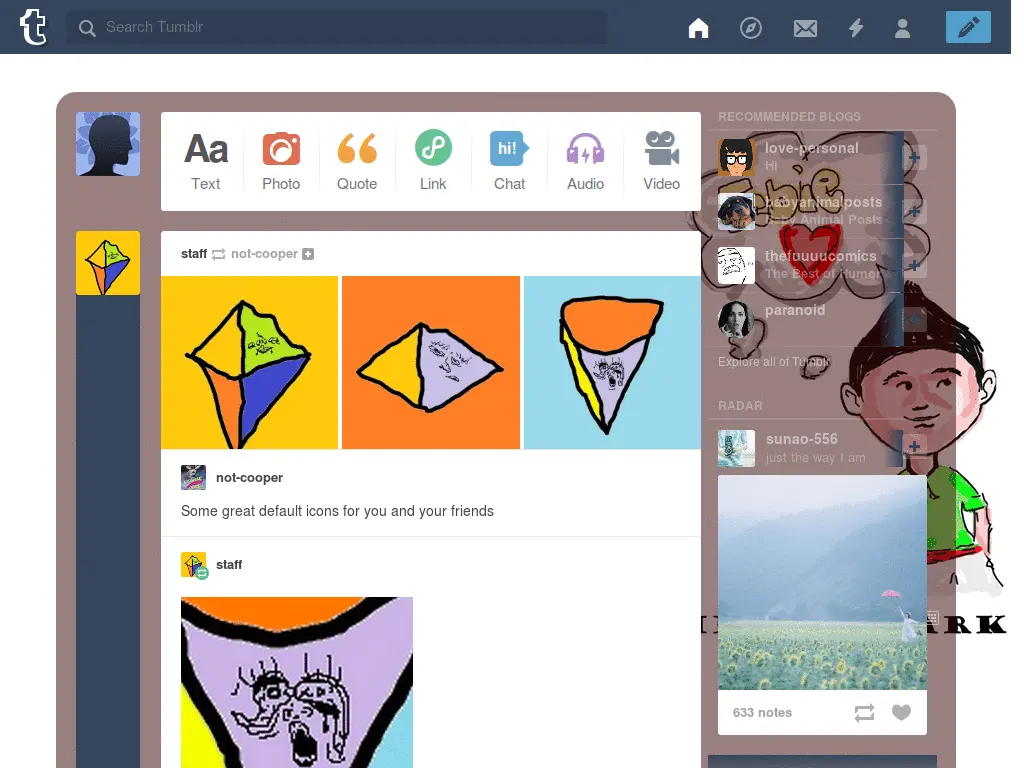 t
Search Tumblr
Aa
hi!
Text
Photo
Quote
Link
Chat
Audio
Video
staff not-cooper
not-cooper
Some great default icons for you and your friends
staff
RECOMMENDED BLOGS
love-personal
Hi
babyanimalposts
Baby Animal Posts
thefuuuucomics
The Best of Humor
paranoid
Explore all of Tumblr
RADAR
sunao-556
just the way I am
ARK
633 notes